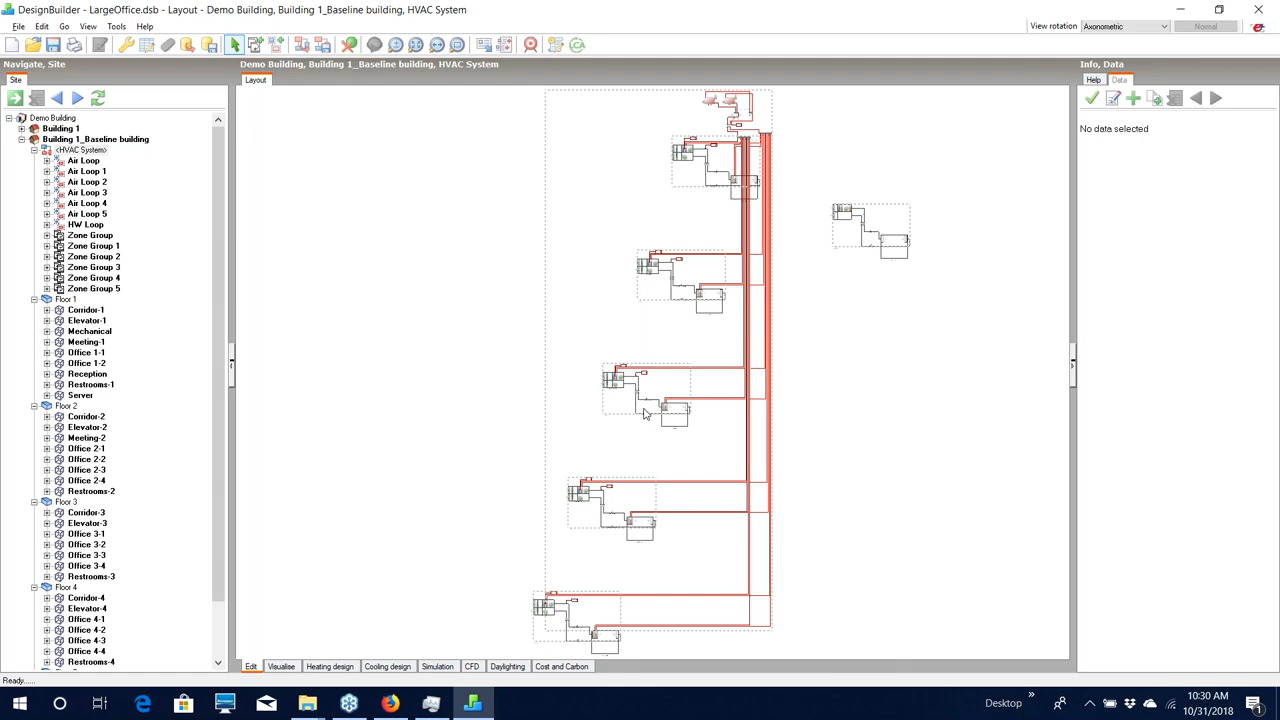 DesignBuilder - LargeOffice.dsb - Layout - Demo Building, Building 1_Baseline building, HVAC System
File Edit Go View Tools Help
View rotation Axonometric Normal
Navigate, Site
Demo Building, Building 1_Baseline building, HVAC System
Info, Data
Site
Layout
Help Data
No data selected
Demo Building
Building 1
Building 1_Baseline building
<HVAC System>
Air Loop
Air Loop 1
Air Loop 2
Air Loop 3
Air Loop 4
Air Loop 5
HW Loop
Zone Group
Zone Group 1
Zone Group 2
Zone Group 3
Zone Group 4
Zone Group 5
Floor 1
Corridor-1
Elevator-1
Mechanical
Meeting-1
Office 1-1
Office 1-2
Reception
Restrooms-1
Server
Floor 2
Corridor-2
Elevator-2
Meeting-2
Office 2-1
Office 2-2
Office 2-3
Office 2-4
Restrooms-2
Floor 3
Corridor-3
Elevator-3
Office 3-1
Office 3-2
Office 3-3
Office 3-4
Restrooms-3
Floor 4
Corridor-4
Elevator-4
Office 4-1
Office 4-2
Office 4-3
Office 4-4
Restrooms-4
Edit Visualise Heating design Cooling design Simulation CFD Daylighting Cost and Carbon
Ready.....
Desktop
10:30 AM
10/31/2018